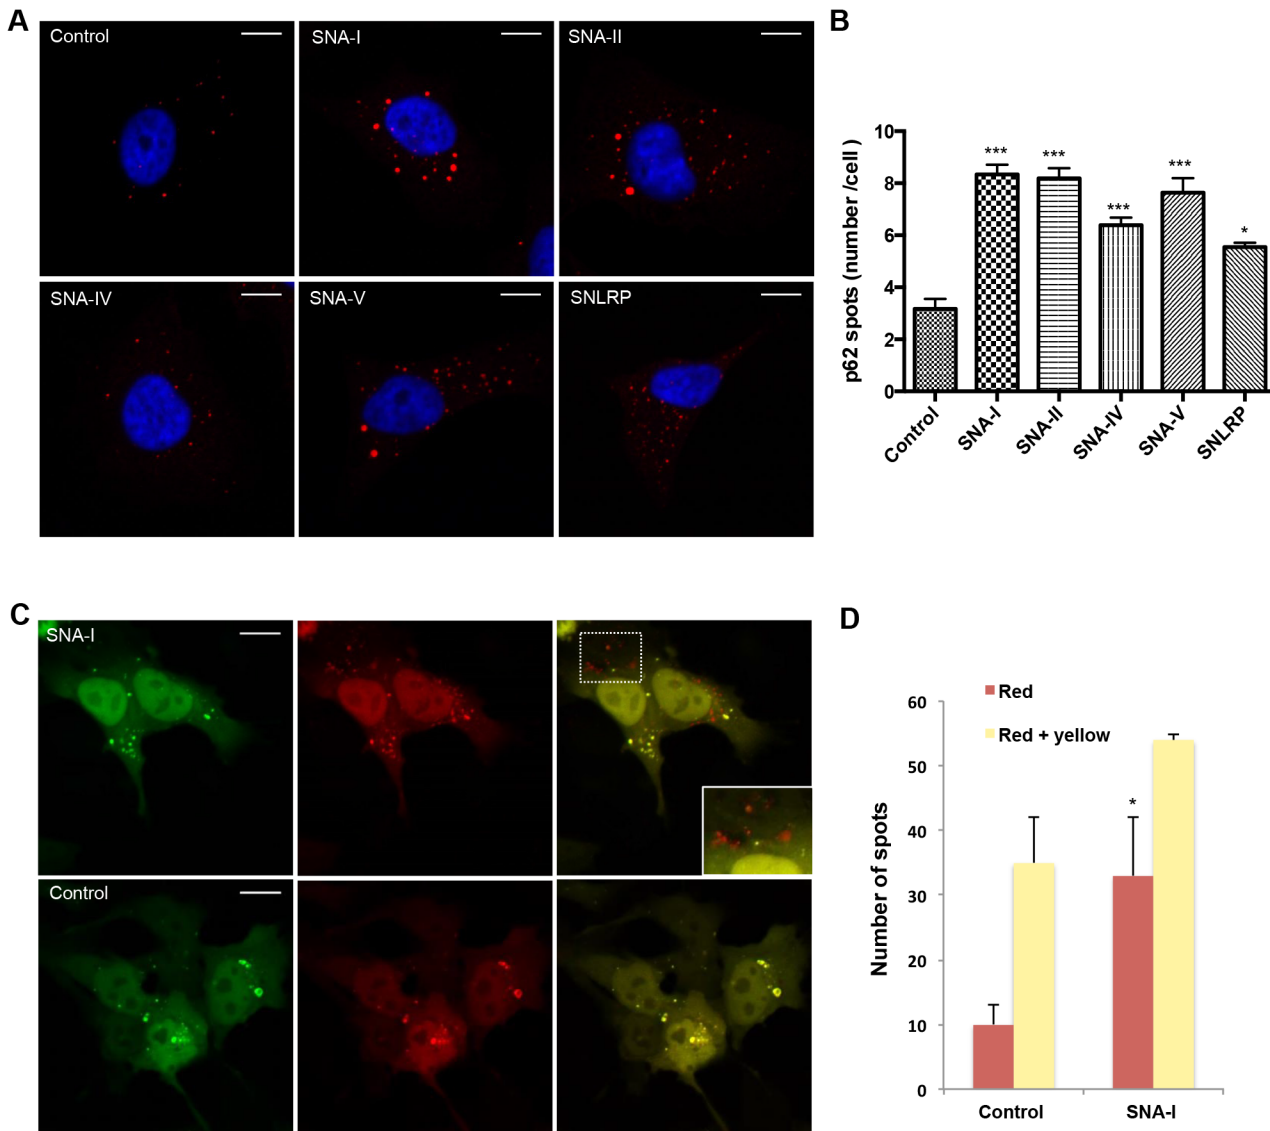 A
Control
SNA-I
SNA-II
SNA-IV
SNA-V
SNLRP
B
p62 spots (number /cell )
10
8
6
4
2
0
***
***
***
***
*
Control
SNA-I
SNA-II
SNA-IV
SNA-V
SNLRP
C
SNA-I
Control
D
Red
Red + yellow
Number of spots
60
50
40
30
20
10
0
*
Control
SNA-I